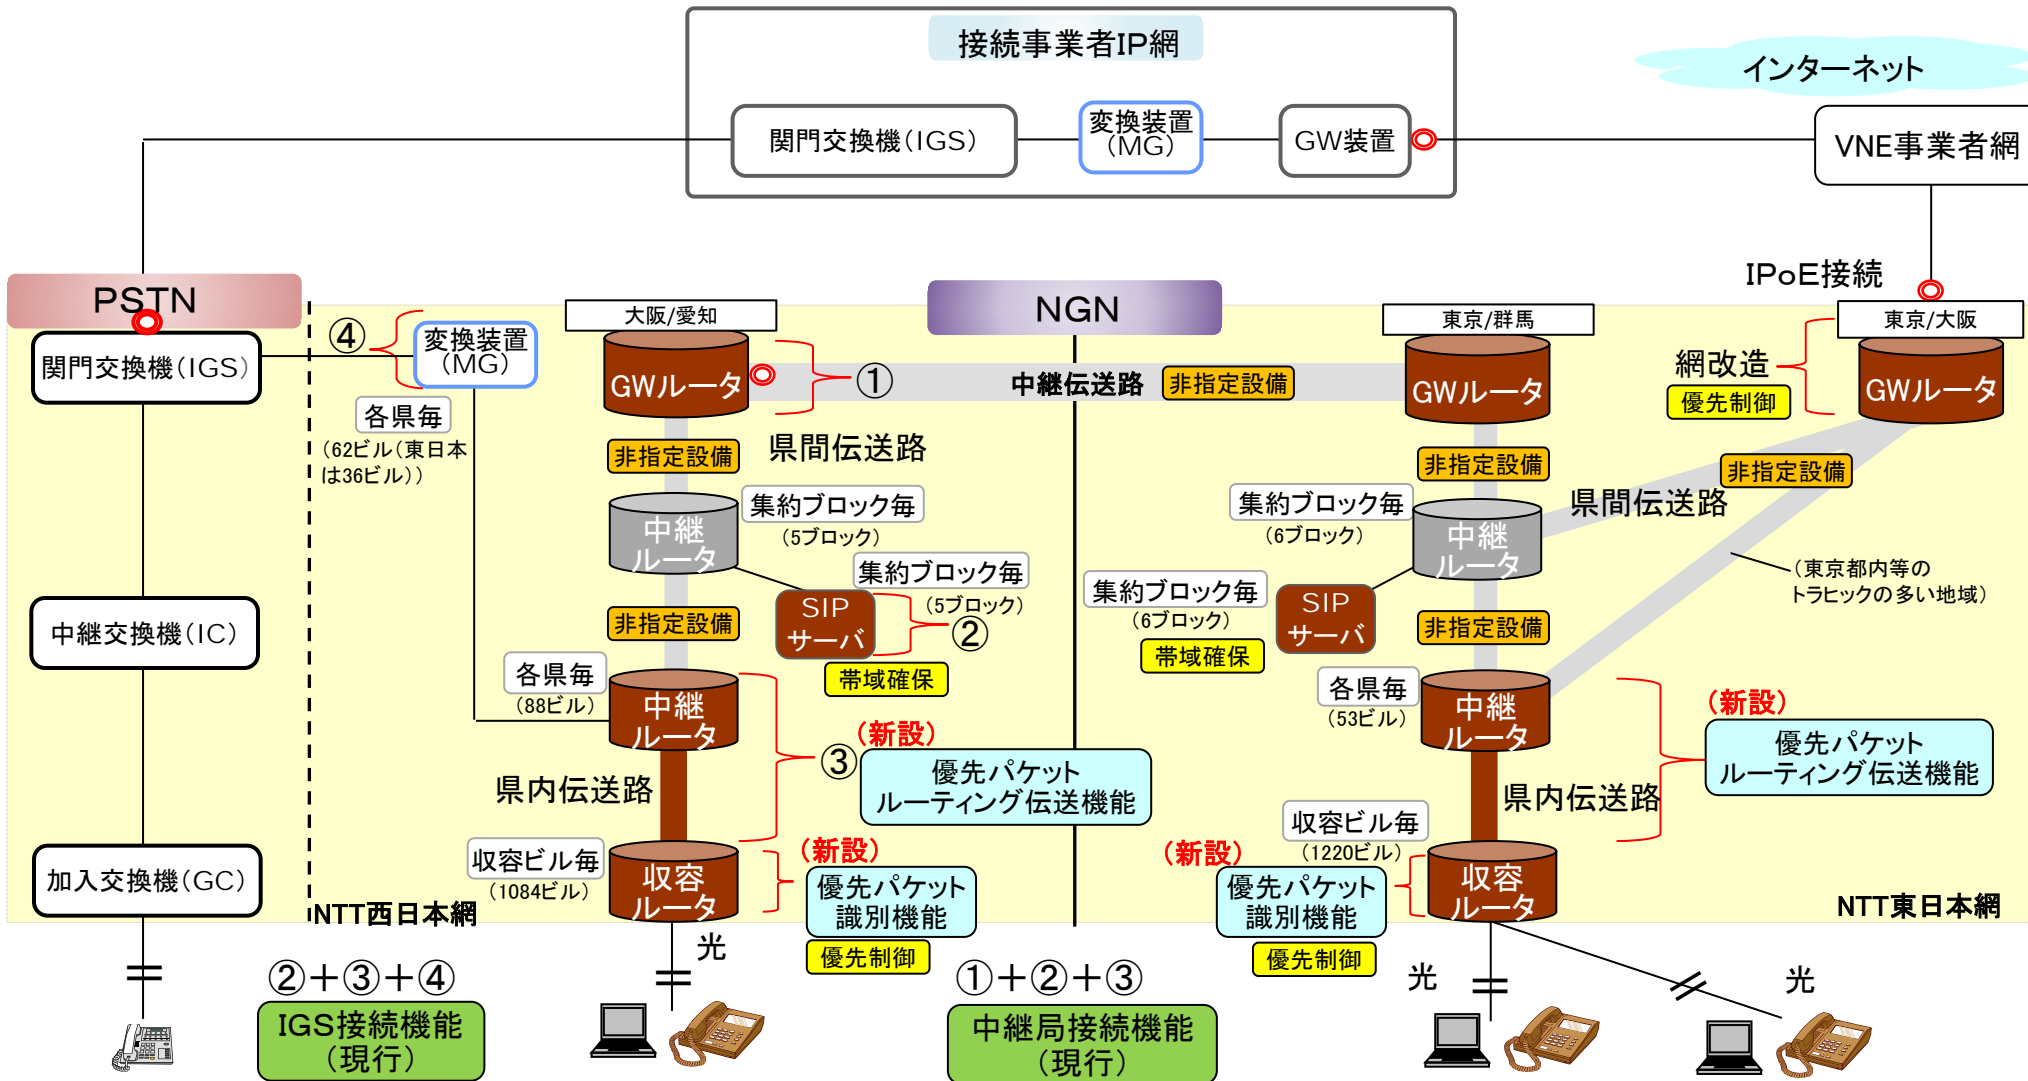 接続事業者IP網
インターネット
関門交換機(IGS)
変換装置
(MG)
GW装置
VNE事業者網
IPoE接続
PSTN
NGN
大阪/愛知
東京/群馬
東京/大阪
④
変換装置
(MG)
関門交換機(IGS)
GWルータ
①
中継伝送路
非指定設備
GWルータ
網改造
優先制御
GWルータ
各県毎
(62ビル(東日本
は36ビル))
県間伝送路
非指定設備
非指定設備
非指定設備
県間伝送路
集約ブロック毎
(5ブロック)
中継
ルータ
集約ブロック毎
(6ブロック)
中継
ルータ
(東京都内等の
トラヒックの多い地域)
集約ブロック毎
(5ブロック)
SIP
サーバ
②
帯域確保
非指定設備
集約ブロック毎
(6ブロック)
帯域確保
SIP
サーバ
非指定設備
中継交換機(IC)
各県毎
(88ビル)
中継
ルータ
各県毎
(53ビル)
中継
ルータ
③
(新設)
優先パケット
ルーティング伝送機能
(新設)
優先パケット
ルーティング伝送機能
県内伝送路
県内伝送路
加入交換機(GC)
収容ビル毎
(1084ビル)
収容
ルータ
(新設)
優先パケット
識別機能
優先制御
収容ビル毎
(1220ビル)
(新設)
優先パケット
識別機能
優先制御
収容
ルータ
NTT西日本網
NTT東日本網
光
光
光
②+③+④
IGS接続機能
(現行)
①+②+③
中継局接続機能
(現行)